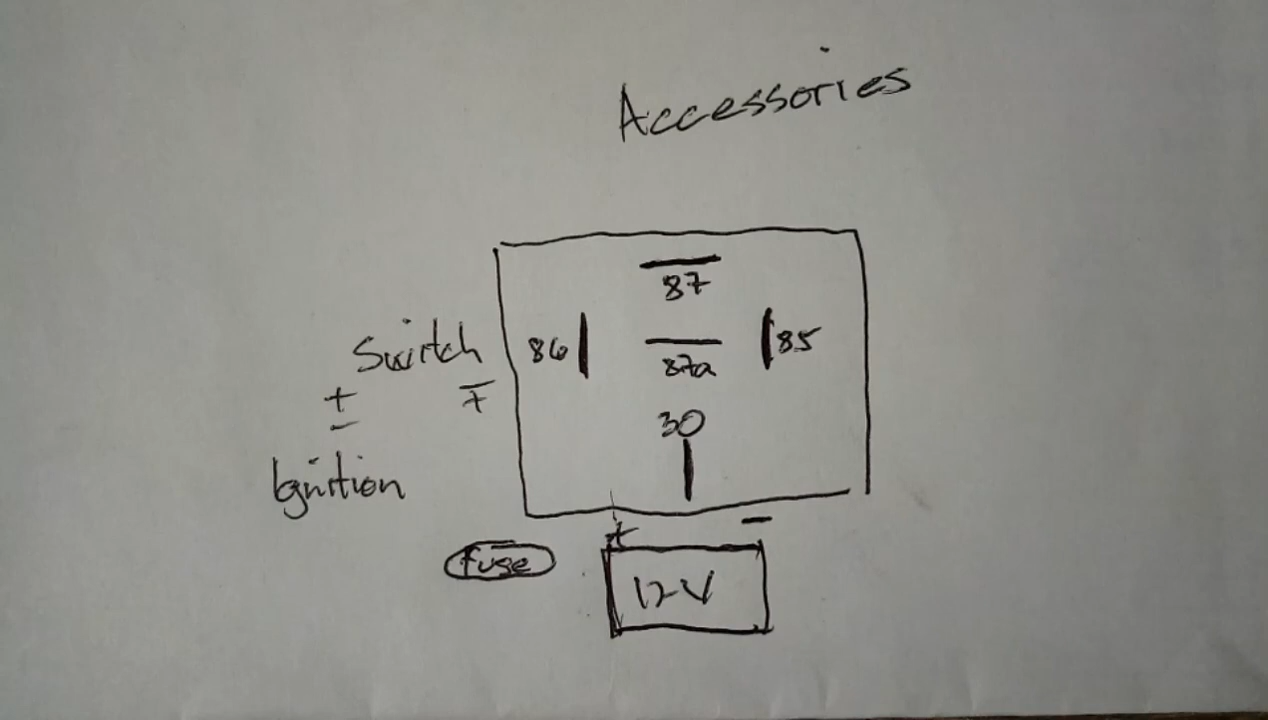 Accessories
87
86
87a
85
Switch
+
-
- +
30
Ignition
+
-
fuse
12V